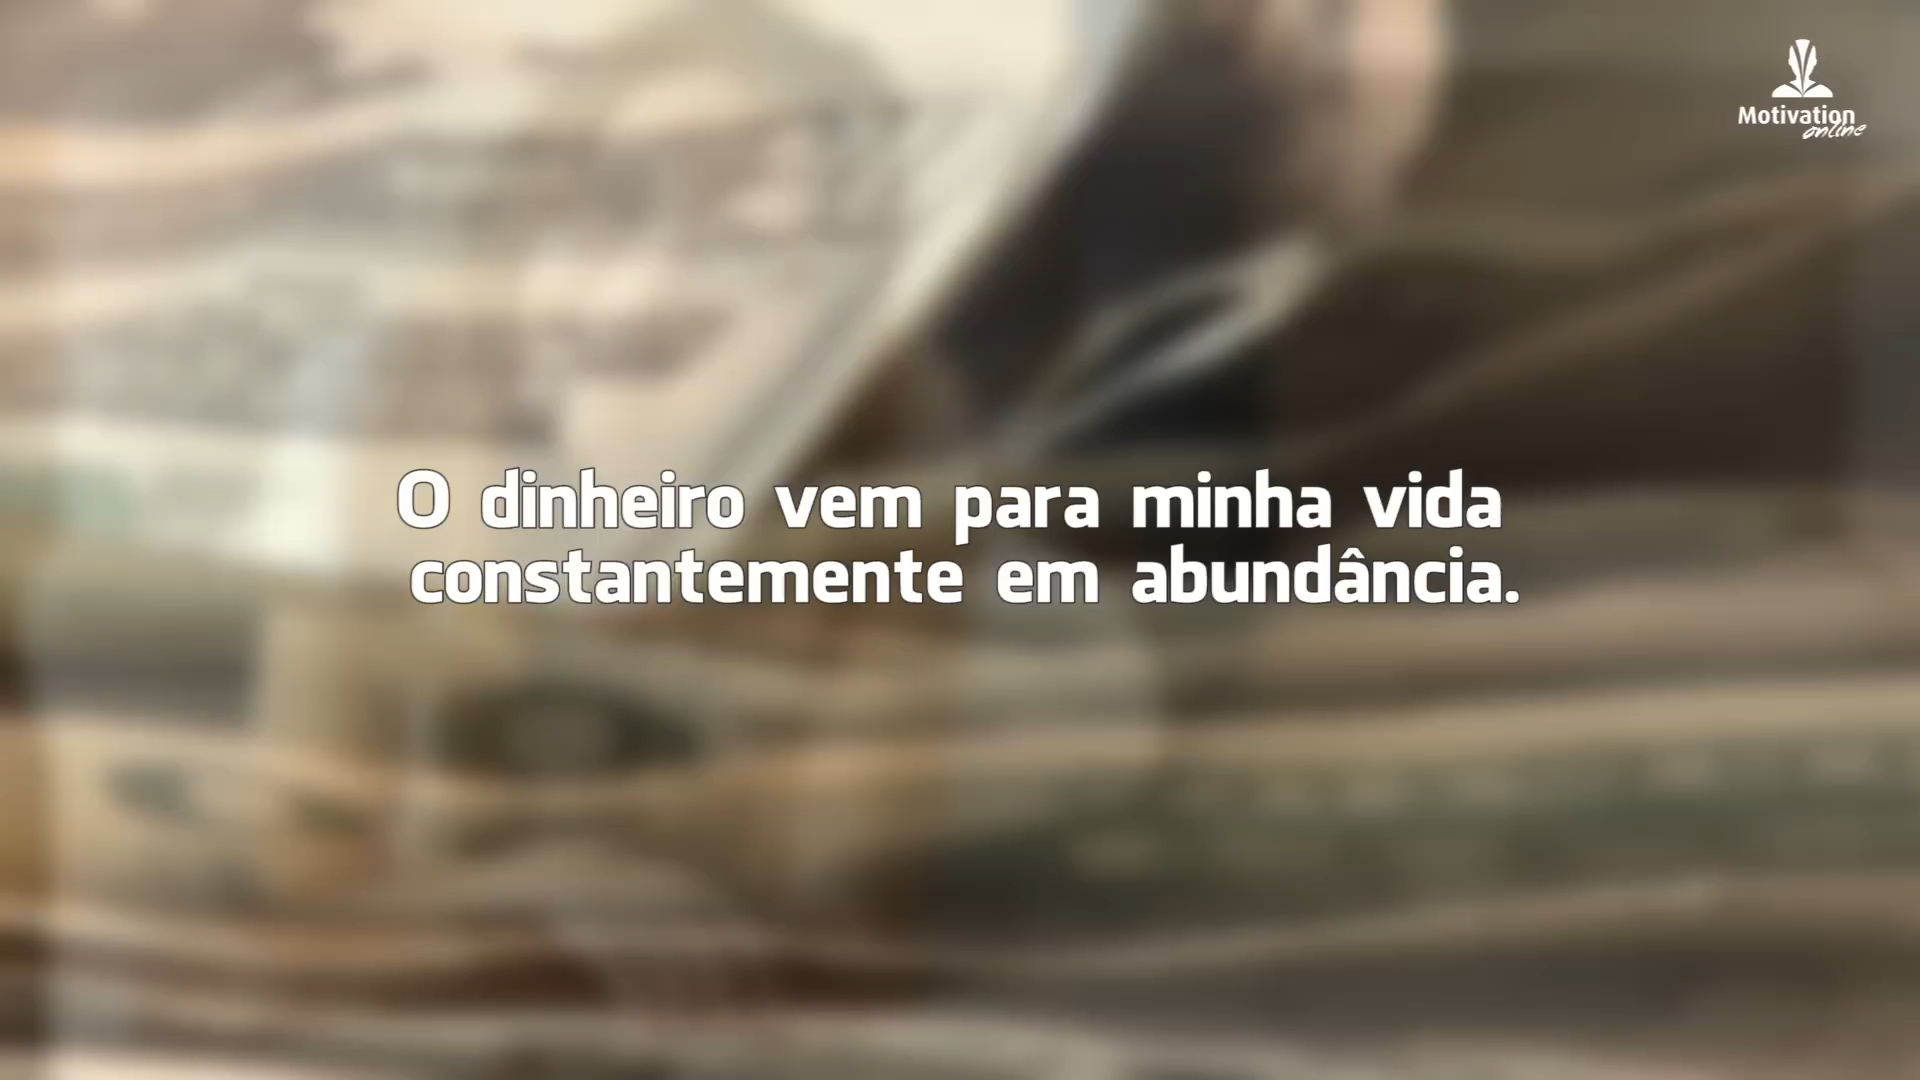 Motivation
online
O dinheiro vem para minha vida
constantemente em abundância.